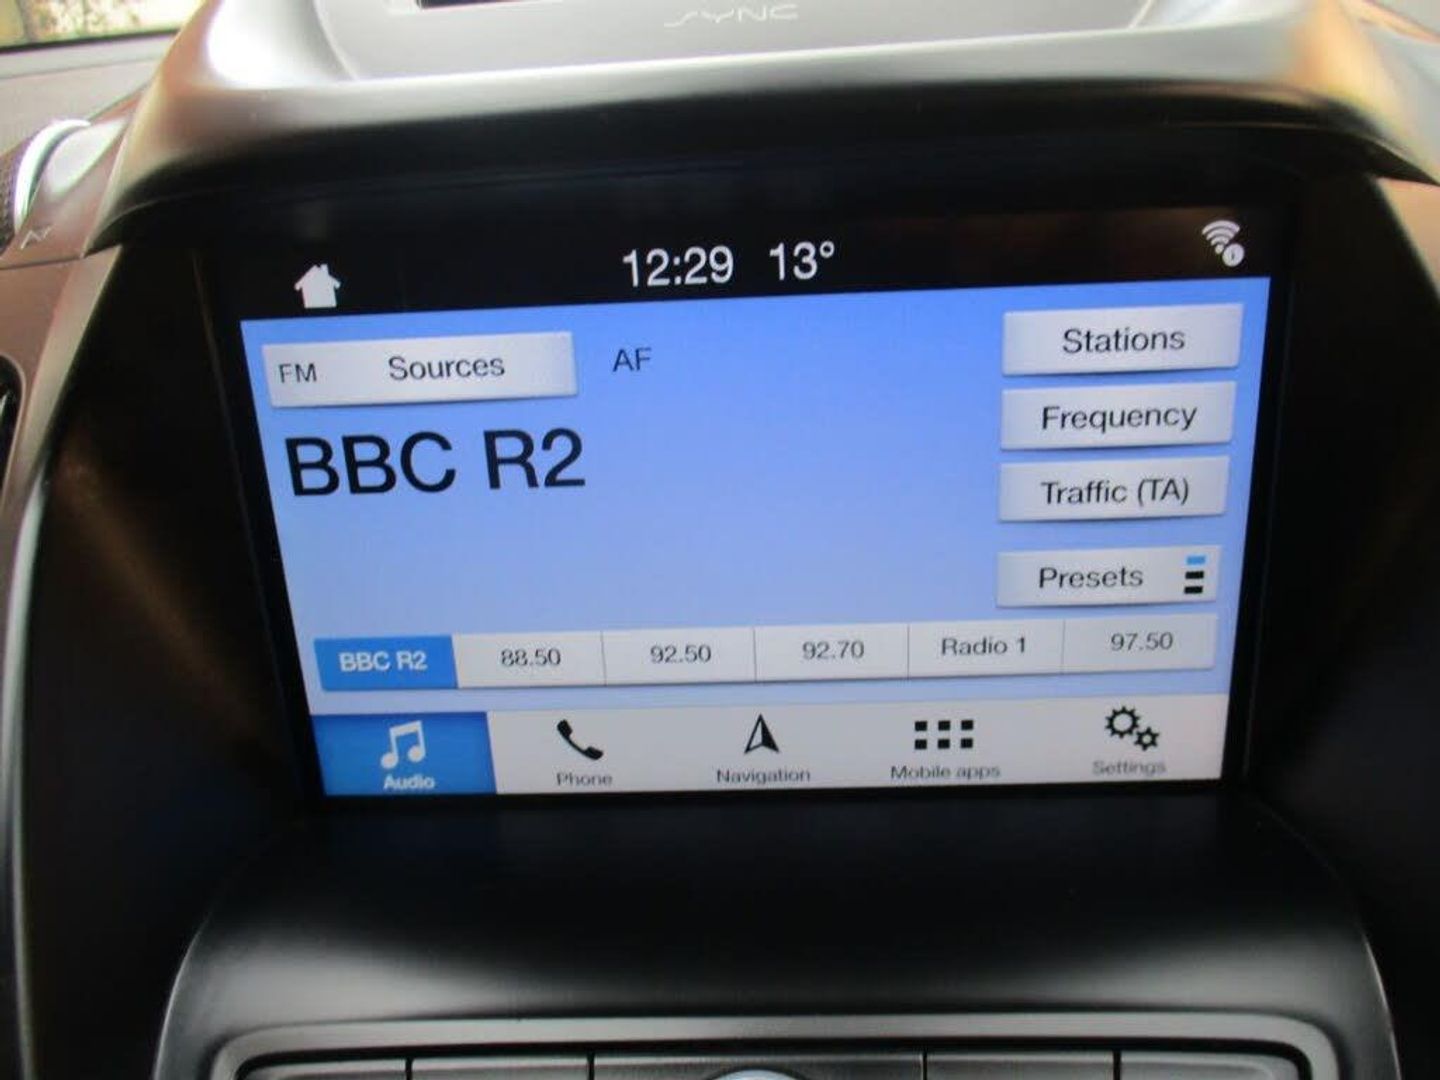 SYNC
12:29 13°
FM Sources AF Stations
BBC R2 Frequency
Traffic (TA)
Presets
BBC R2 88.50 92.50 92.70 Radio 1 97.50
Audio Phone Navigation Mobile apps Settings